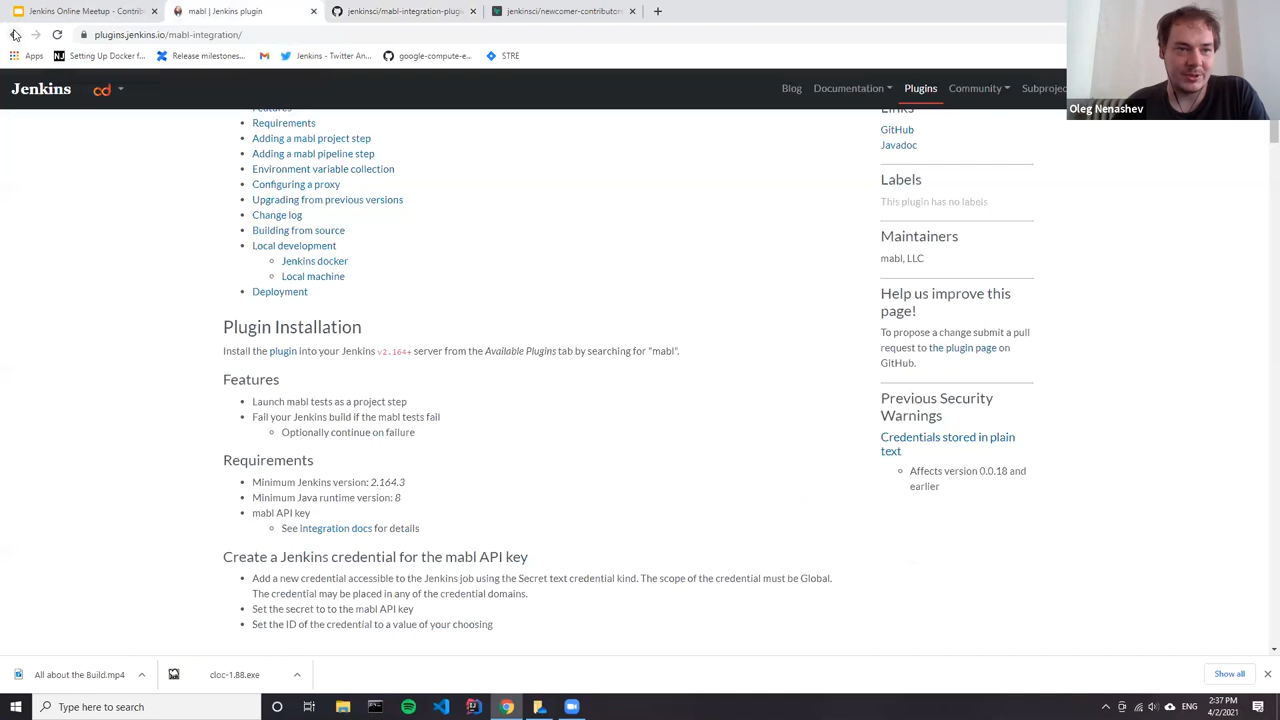 Jenkins Online Meetup - Contrib
mabl | Jenkins plugin
github.com/jenkinsci/mabl-integ
jenkinsci/newcomer-contributor
plugins.jenkins.io/mabl-integration/
Apps
Setting Up Docker f...
Release milestones...
Jenkins - Twitter An...
google-compute-e...
STRE
Jenkins
cd
Blog
Documentation
Plugins
Community
Subprojec
Oleg Nenashev
Features
Requirements
Adding a mabl project step
Adding a mabl pipeline step
Environment variable collection
Configuring a proxy
Upgrading from previous versions
Change log
Building from source
Local development
Jenkins docker
Local machine
Deployment
Plugin Installation
Install the plugin into your Jenkins v2.164+ server from the Available Plugins tab by searching for "mabl".
Features
Launch mabl tests as a project step
Fail your Jenkins build if the mabl tests fail
Optionally continue on failure
Requirements
Minimum Jenkins version: 2.164.3
Minimum Java runtime version: 8
mabl API key
See integration docs for details
Create a Jenkins credential for the mabl API key
Add a new credential accessible to the Jenkins job using the Secret text credential kind. The scope of the credential must be Global.
The credential may be placed in any of the credential domains.
Set the secret to to the mabl API key
Set the ID of the credential to a value of your choosing
Links
GitHub
Javadoc
Labels
This plugin has no labels
Maintainers
mabl, LLC
Help us improve this
page!
To propose a change submit a pull
request to the plugin page on
GitHub.
Previous Security
Warnings
Credentials stored in plain
text
Affects version 0.0.18 and
earlier
All about the Build.mp4
cloc-1.88.exe
Show all
Type here to search
2:37 PM
4/2/2021